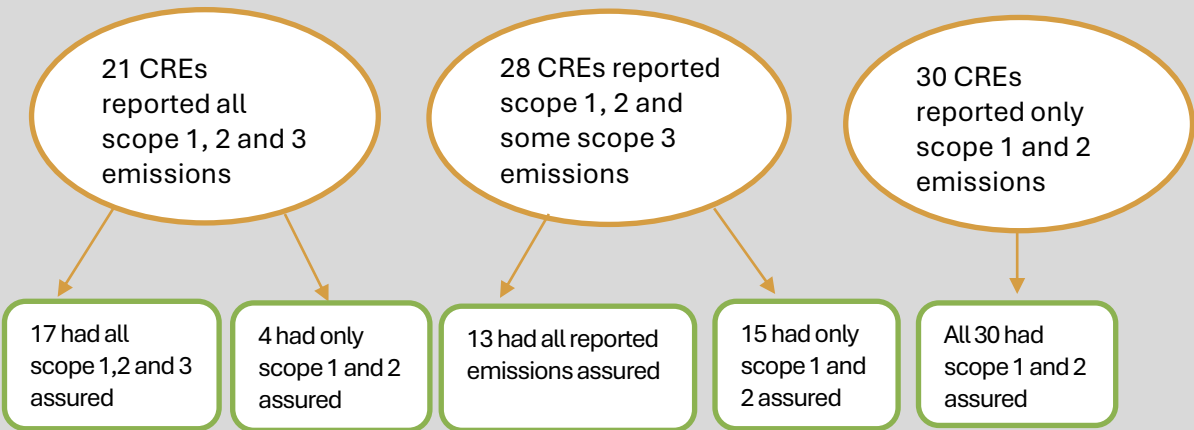 21 CREs
reported all
scope 1, 2 and 3
emissions
28 CREs reported
scope 1, 2 and
some scope 3
emissions
30 CREs
reported only
scope 1 and 2
emissions
17 had all
scope 1,2 and 3
assured
4 had only
scope 1 and 2
assured
13 had all reported
emissions assured
15 had only
scope 1 and
2 assured
All 30 had
scope 1 and 2
assured